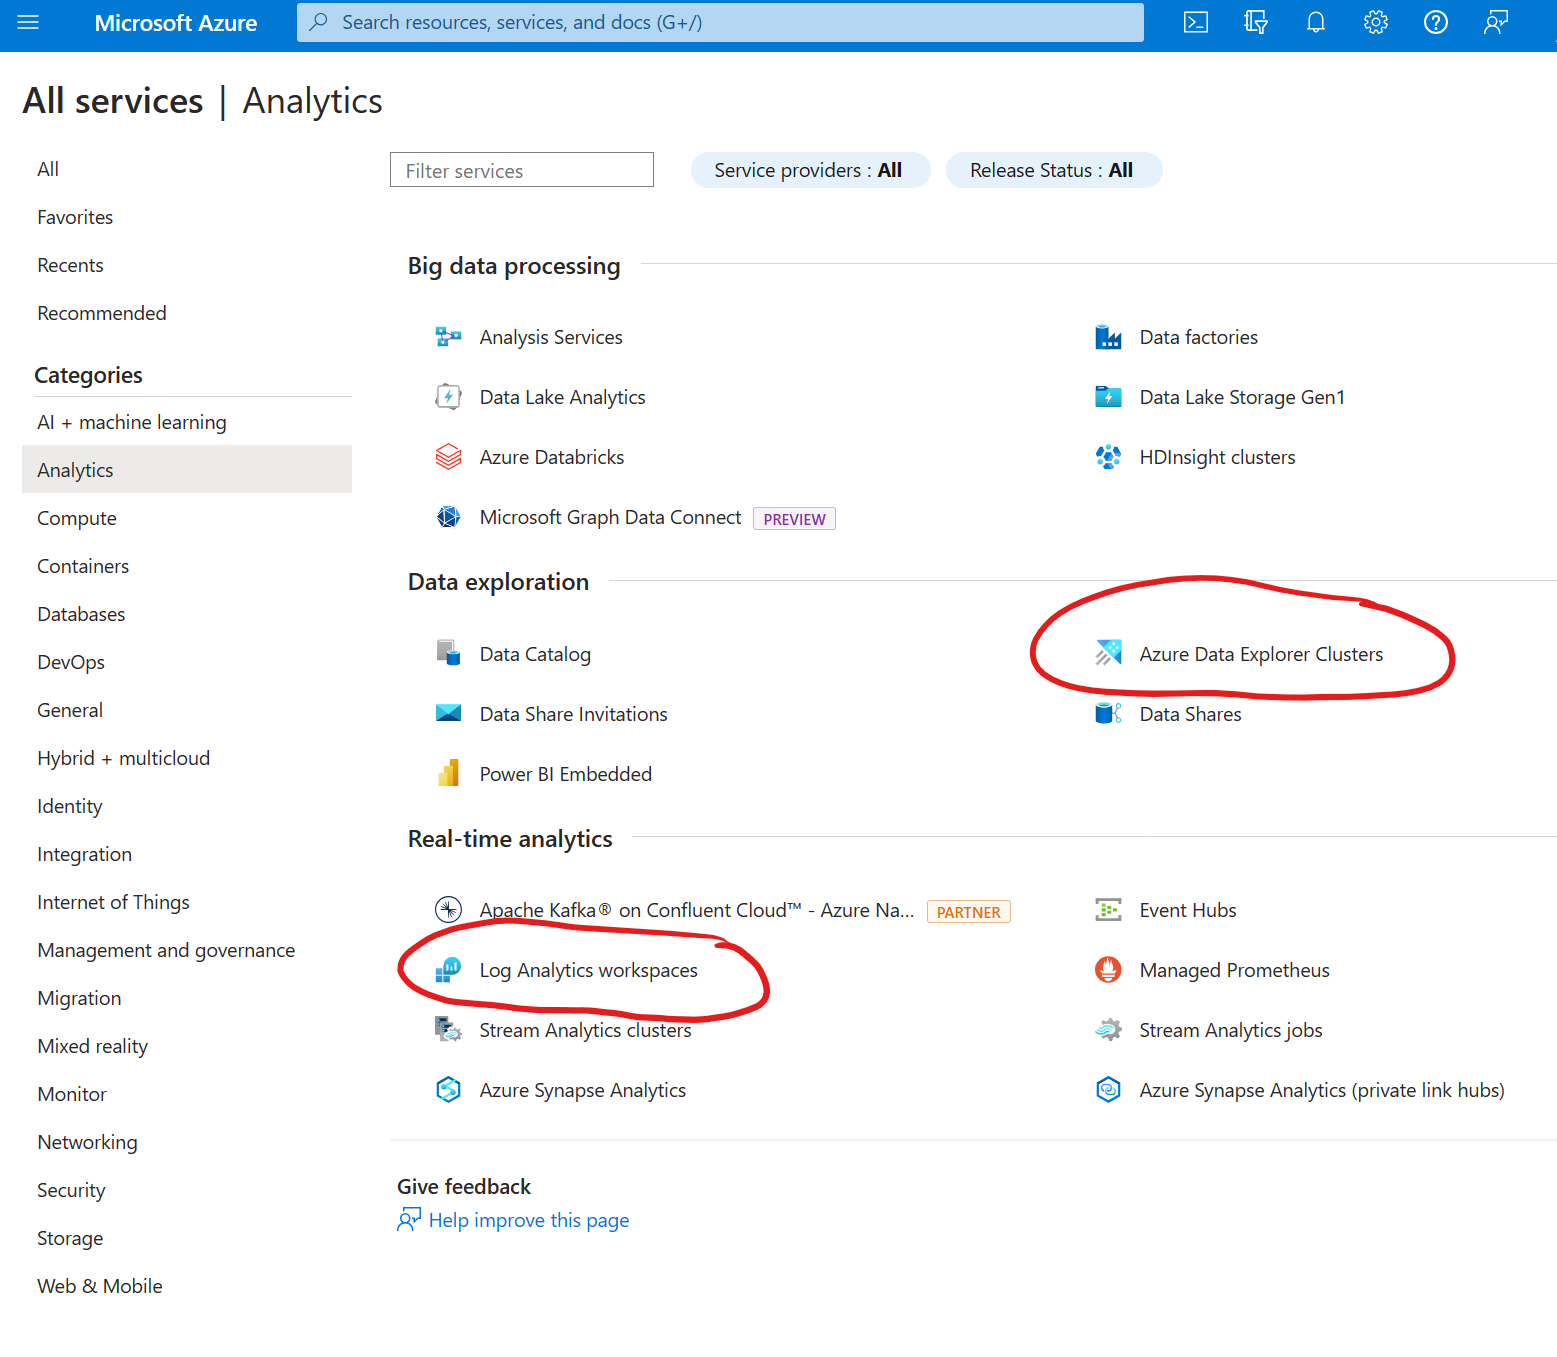 Microsoft Azure
Search resources, services, and docs (G+/)
All services | Analytics
All
Favorites
Recents
Recommended
Categories
AI + machine learning
Analytics
Compute
Containers
Databases
DevOps
General
Hybrid + multicloud
Identity
Integration
Internet of Things
Management and governance
Migration
Mixed reality
Monitor
Networking
Security
Storage
Web & Mobile
Filter services
Service providers : All
Release Status : All
Big data processing
Analysis Services
Data factories
Data Lake Analytics
Data Lake Storage Gen1
Azure Databricks
HDInsight clusters
Microsoft Graph Data Connect PREVIEW
Data exploration
Data Catalog
Azure Data Explorer Clusters
Data Share Invitations
Data Shares
Power BI Embedded
Real-time analytics
Apache Kafka® on Confluent Cloud™ - Azure Na... PARTNER
Event Hubs
Log Analytics workspaces
Managed Prometheus
Stream Analytics clusters
Stream Analytics jobs
Azure Synapse Analytics
Azure Synapse Analytics (private link hubs)
Give feedback
Help improve this page